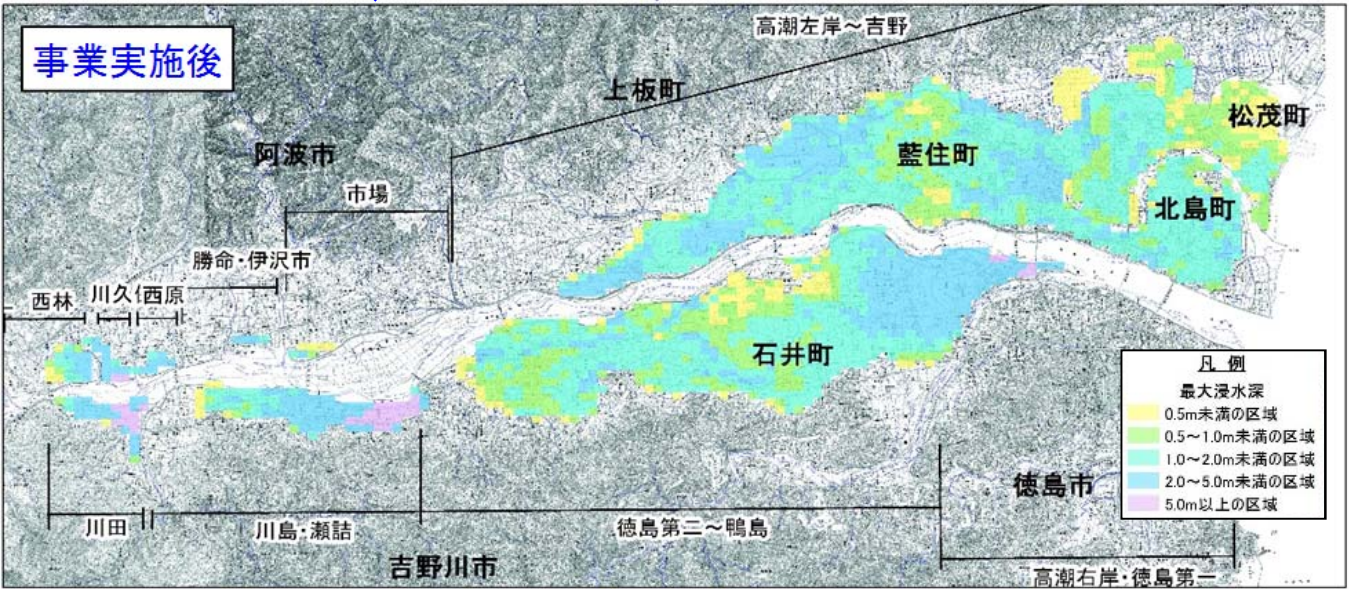 事業実施後
高潮左岸～吉野
上板町
松茂町
阿波市
藍住町
市場
北島町
勝命・伊沢市
西林
川久保
西原
石井町
凡 例
最大浸水深
0.5m未満の区域
0.5～1.0m未満の区域
1.0～2.0m未満の区域
2.0～5.0m未満の区域
5.0m以上の区域
徳島市
川田
川島・瀬詰
徳島第二～鴨島
吉野川市
高潮右岸・徳島第一